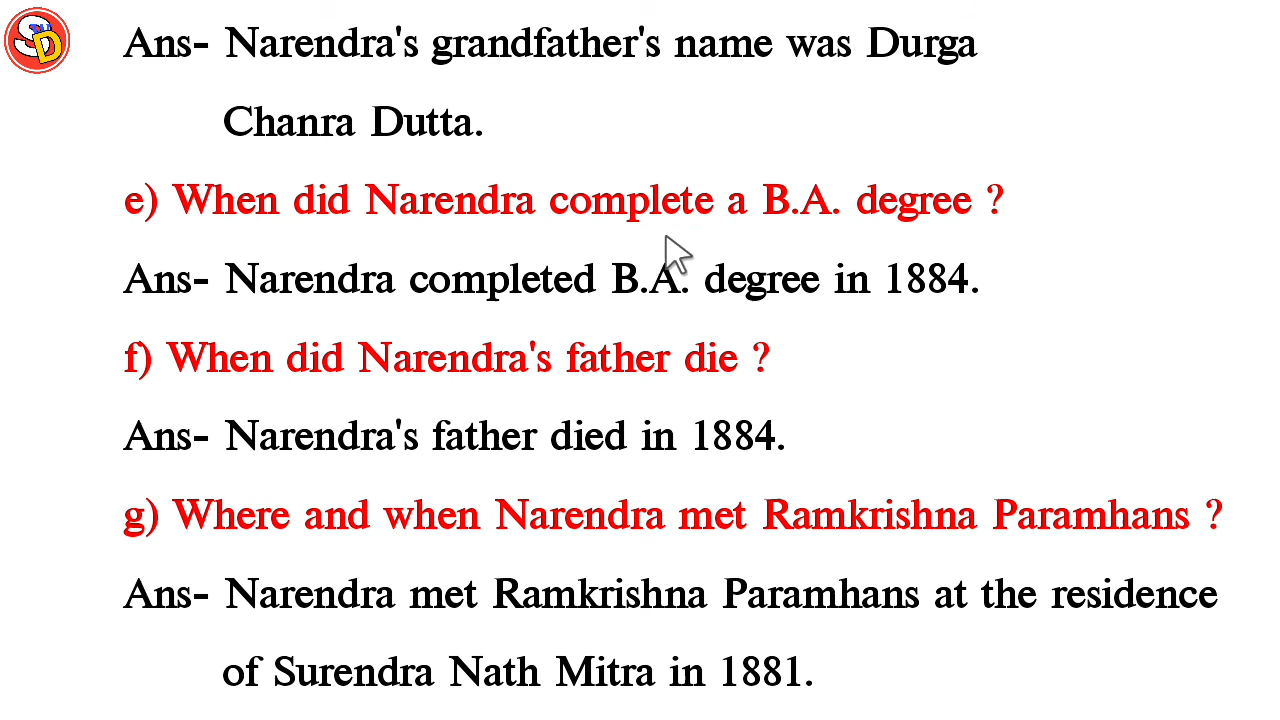 SD
Ans- Narendra's grandfather's name was Durga
Chanra Dutta.
e) When did Narendra complete a B.A. degree ?
Ans- Narendra completed B.A. degree in 1884.
f) When did Narendra's father die ?
Ans- Narendra's father died in 1884.
g) Where and when Narendra met Ramkrishna Paramhans ?
Ans- Narendra met Ramkrishna Paramhans at the residence
of Surendra Nath Mitra in 1881.